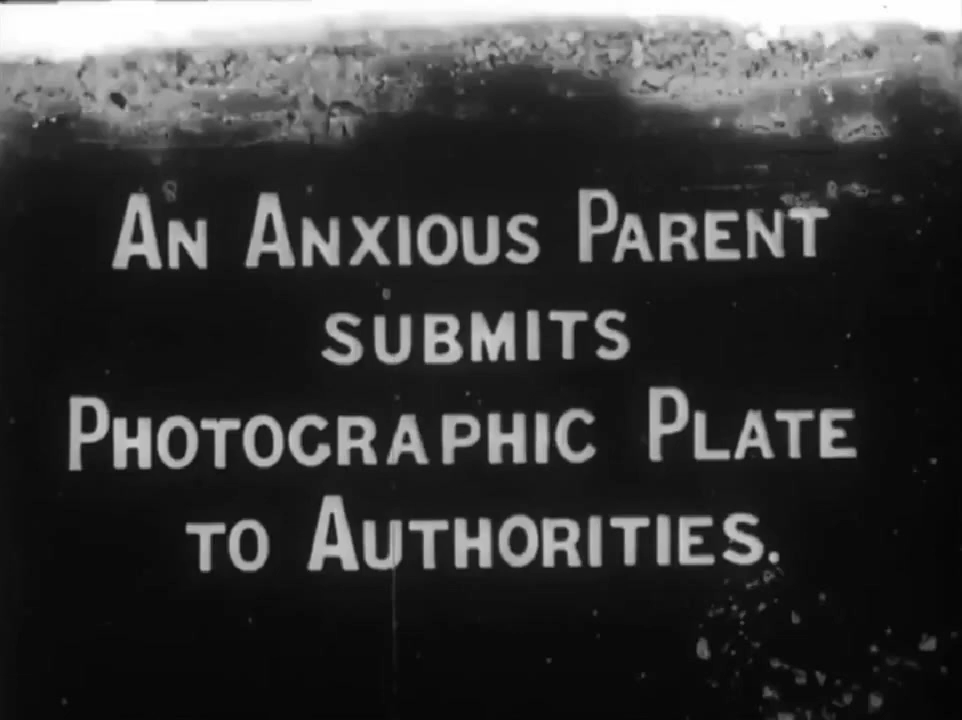 An Anxious Parent
submits
Photographic Plate
to Authorities.